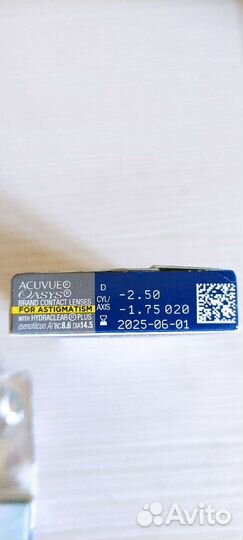 ACUVUE®
OASYS®
BRAND CONTACT LENSES
FOR ASTIGMATISM
WITH HYDRACLEAR® PLUS
(senofilcon A) BC 8.6 DIA 14.5
D -2.50
CYL/AXIS -1.75 020
2025-06-01
Avito